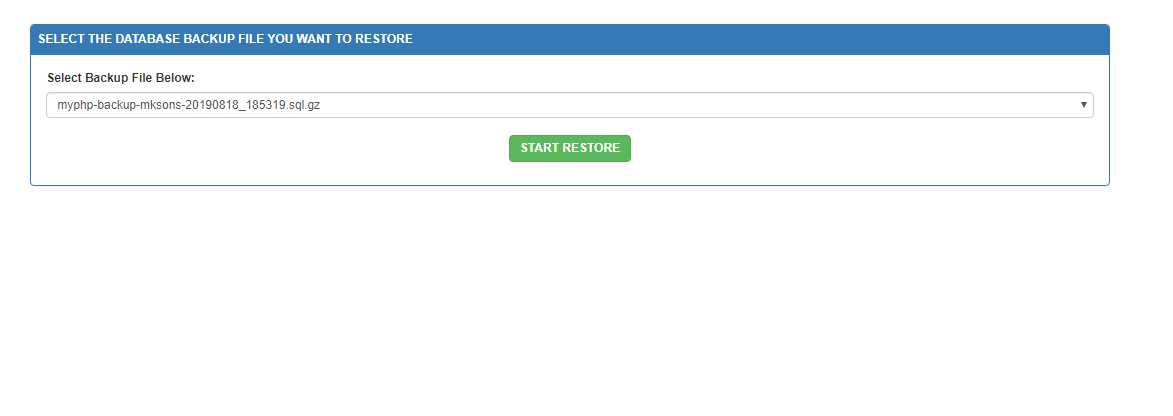 SELECT THE DATABASE BACKUP FILE YOU WANT TO RESTORE
Select Backup File Below:
myphp-backup-mksons-20190818_185319.sql.gz
START RESTORE